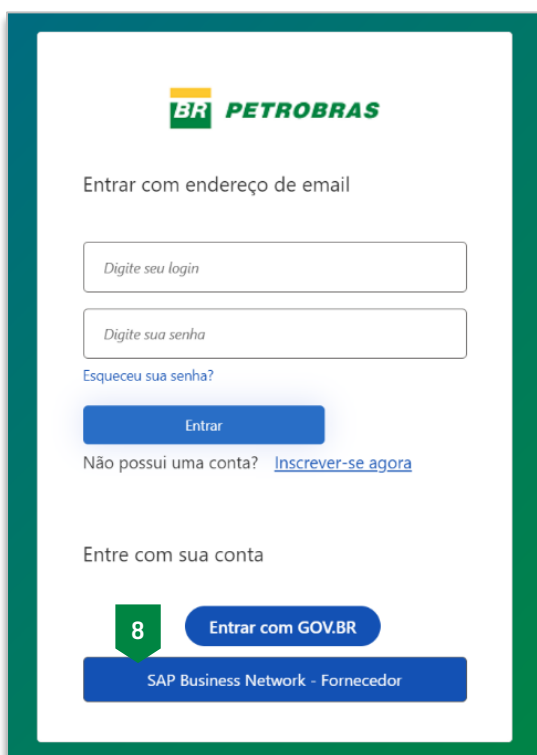 BR PETROBRAS
Entrar com endereço de email
Digite seu login
Digite sua senha
Esqueceu sua senha?
Entrar
Não possui uma conta? Inscrever-se agora
Entre com sua conta
8
Entrar com GOV.BR
SAP Business Network - Fornecedor